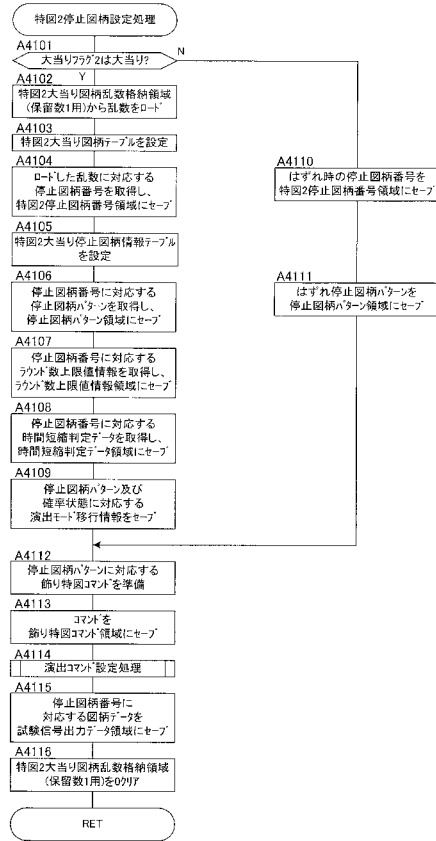 特図2停止図柄設定処理
A4101
大当りフラグ2は大当り?
N
Y
A4102
特図2大当り図柄乱数格納領域
(保留数1用)から乱数をロード
A4103
特図2大当り図柄テーブルを設定
A4104
ロードした乱数に対応する
停止図柄番号を取得し、
特図2停止図柄番号領域にセーブ
A4105
特図2大当り停止図柄情報テーブル
を設定
A4106
停止図柄番号に対応する
停止図柄パターンを取得し、
停止図柄パターン領域にセーブ
A4107
停止図柄番号に対応する
ラウンド数上限値情報を取得し、
ラウンド数上限値情報領域にセーブ
A4108
停止図柄番号に対応する
時間短縮判定データを取得し、
時間短縮判定データ領域にセーブ
A4109
停止図柄パターン及び
確率状態に対応する
演出モード移行情報をセーブ
A4110
はずれ時の停止図柄番号を
特図2停止図柄番号領域にセーブ
A4111
はずれ停止図柄パターンを
停止図柄パターン領域にセーブ
A4112
停止図柄パターンに対応する
飾り特図コマンドを準備
A4113
コマンドを
飾り特図コマンド領域にセーブ
A4114
演出コマンド設定処理
A4115
停止図柄番号に
対応する図柄データを
試験信号出力データ領域にセーブ
A4116
特図2大当り図柄乱数格納領域
(保留数1用)を0クリア
RET